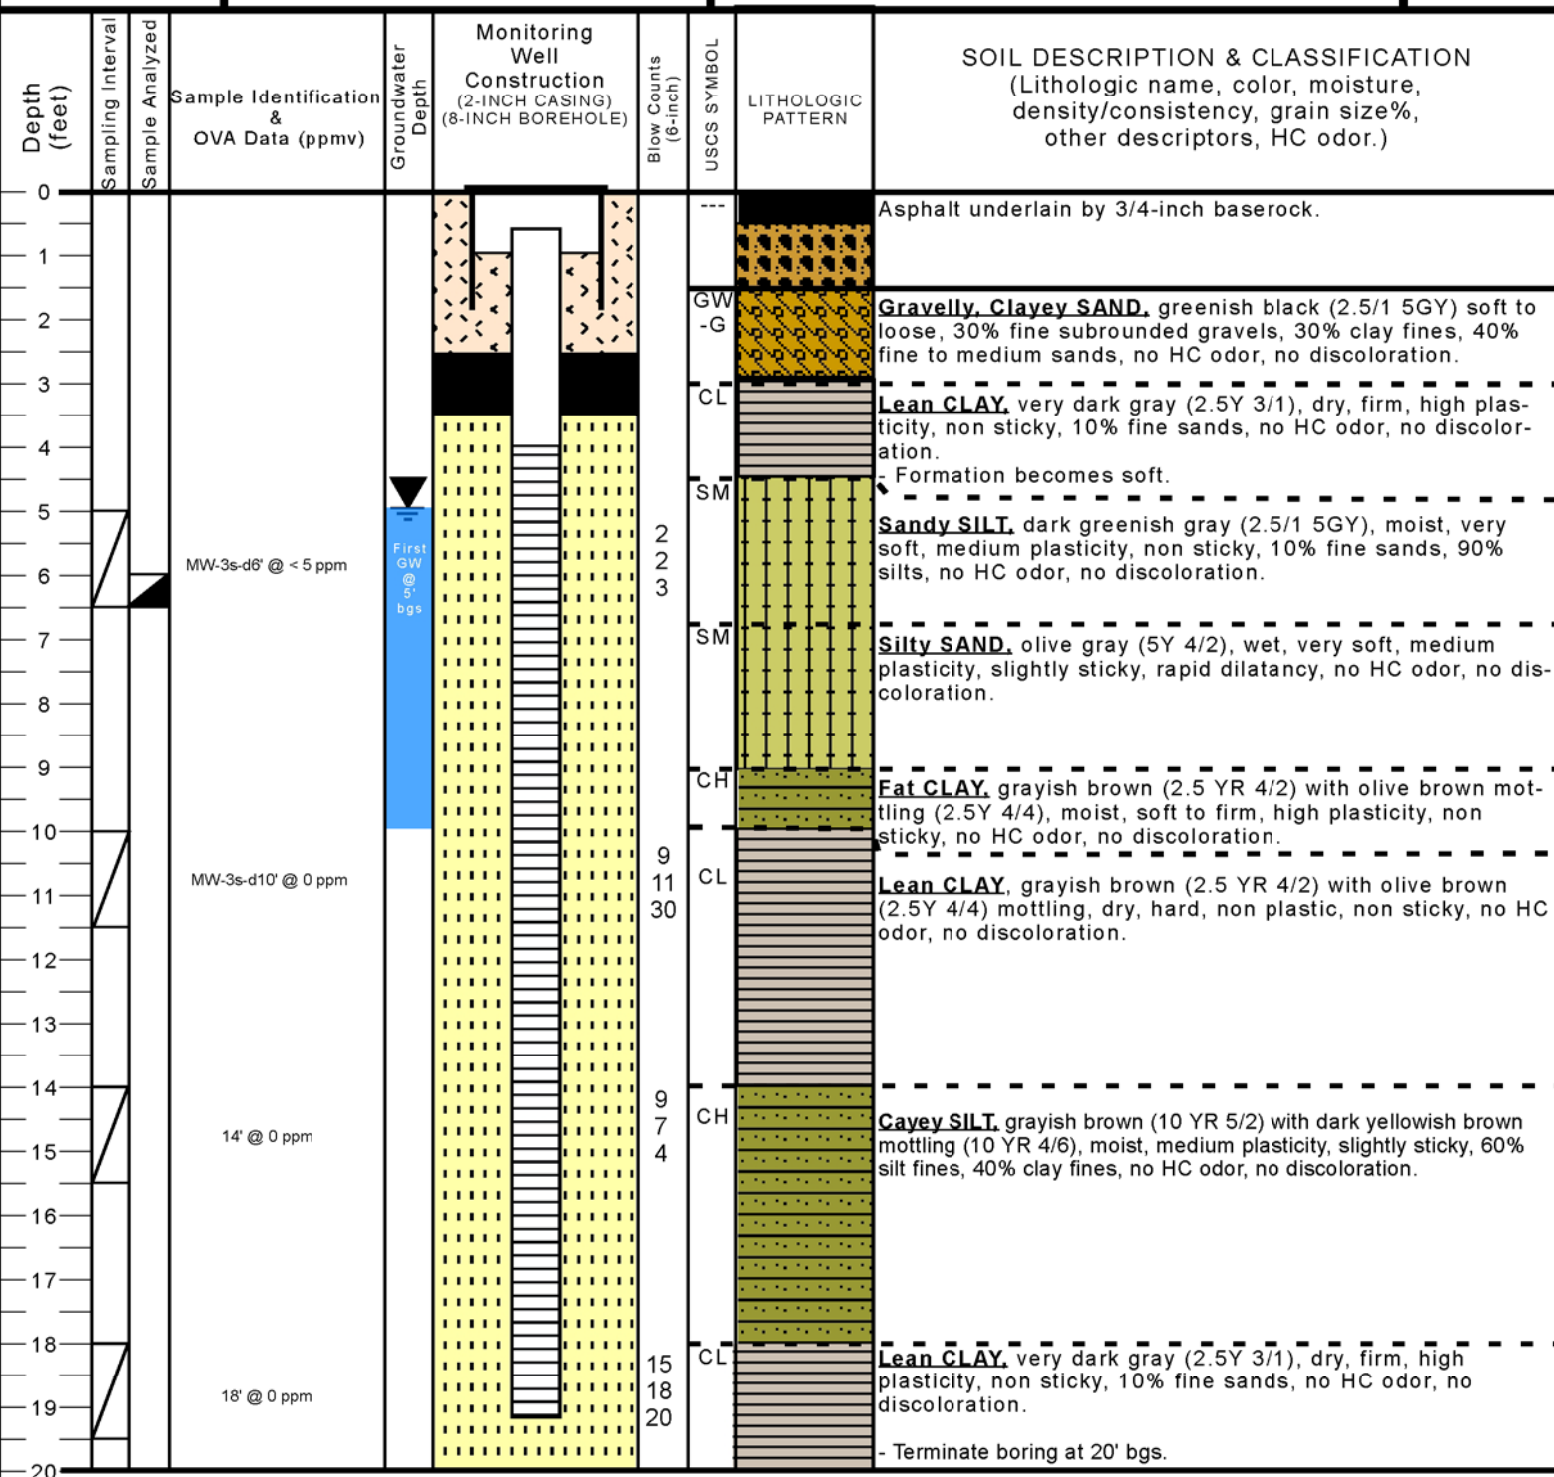 Depth
(feet)
Sampling Interval
Sample Analyzed
Sample Identification
&
OVA Data (ppmv)
Groundwater
Depth
Monitoring
Well
Construction
(2-INCH CASING)
(8-INCH BOREHOLE)
Blow Counts
(6-inch)
USCS SYMBOL
LITHOLOGIC
PATTERN
SOIL DESCRIPTION & CLASSIFICATION
(Lithologic name, color, moisture,
density/consistency, grain size%,
other descriptors, HC odor.)
0
---
Asphalt underlain by 3/4-inch baserock.
1
GW
-G
Gravelly, Clayey SAND, greenish black (2.5/1 5GY) soft to
loose, 30% fine subrounded gravels, 30% clay fines, 40%
fine to medium sands, no HC odor, no discoloration.
2
3
CL
Lean CLAY, very dark gray (2.5Y 3/1), dry, firm, high plas-
ticity, non sticky, 10% fine sands, no HC odor, no discolor-
ation.
- Formation becomes soft.
4
SM
5
Sandy SILT, dark greenish gray (2.5/1 5GY), moist, very
soft, medium plasticity, non sticky, 10% fine sands, 90%
silts, no HC odor, no discoloration.
MW-3s-d6' @ < 5 ppm
First
GW
@
5'
bgs
2
2
3
6
7
SM
Silty SAND, olive gray (5Y 4/2), wet, very soft, medium
plasticity, slightly sticky, rapid dilatancy, no HC odor, no dis-
coloration.
8
9
CH
Fat CLAY, grayish brown (2.5 YR 4/2) with olive brown mot-
tling (2.5Y 4/4), moist, soft to firm, high plasticity, non
sticky, no HC odor, no discoloration.
10
MW-3s-d10' @ 0 ppm
9
11
30
CL
Lean CLAY, grayish brown (2.5 YR 4/2) with olive brown
(2.5Y 4/4) mottling, dry, hard, non plastic, non sticky, no HC
odor, no discoloration.
11
12
13
14
14' @ 0 ppm
9
7
4
CH
Cayey SILT, grayish brown (10 YR 5/2) with dark yellowish brown
mottling (10 YR 4/6), moist, medium plasticity, slightly sticky, 60%
silt fines, 40% clay fines, no HC odor, no discoloration.
15
16
17
18
18' @ 0 ppm
15
18
20
CL
Lean CLAY, very dark gray (2.5Y 3/1), dry, firm, high
plasticity, non sticky, 10% fine sands, no HC odor, no
discoloration.
19
- Terminate boring at 20' bgs.
20